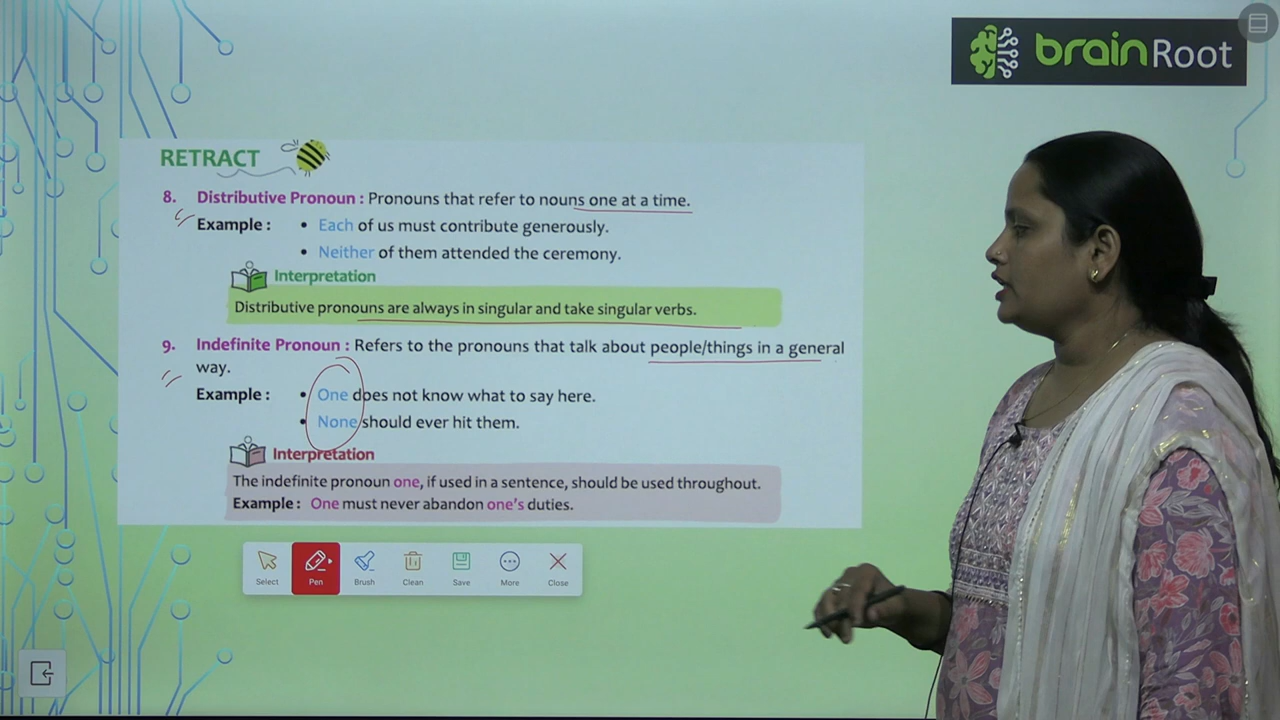 brainRoot
RETRACT
8. Distributive Pronoun : Pronouns that refer to nouns one at a time.
Example : • Each of us must contribute generously.
• Neither of them attended the ceremony.
Interpretation
Distributive pronouns are always in singular and take singular verbs.
9. Indefinite Pronoun : Refers to the pronouns that talk about people/things in a general
way.
Example : • One does not know what to say here.
• None should ever hit them.
Interpretation
The indefinite pronoun one, if used in a sentence, should be used throughout.
Example : One must never abandon one's duties.
Select Pen Brush Clean Save More Close